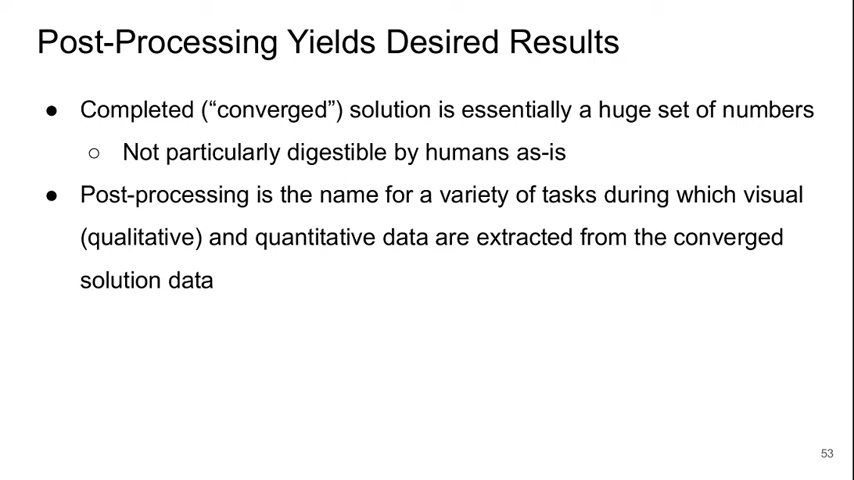 Post-Processing Yields Desired Results
● Completed (“converged”) solution is essentially a huge set of numbers
○ Not particularly digestible by humans as-is
● Post-processing is the name for a variety of tasks during which visual
(qualitative) and quantitative data are extracted from the converged
solution data
53